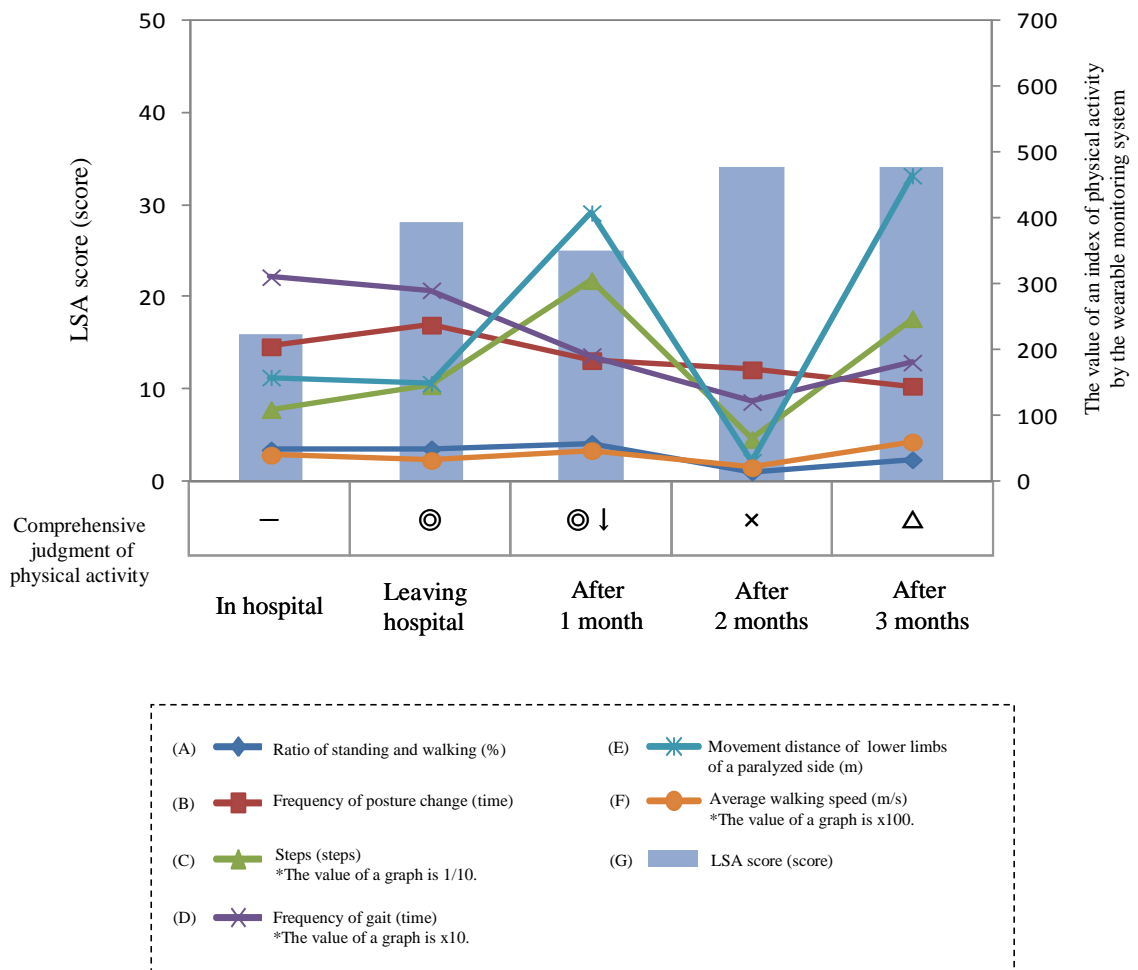 50
40
30
20
10
0
LSA score (score)
700
600
500
400
300
200
100
0
The value of an index of physical activity
by the wearable monitoring system
Comprehensive
judgment of
physical activity
— ◎ ◎↓ × △
In hospital
Leaving
hospital
After
1 month
After
2 months
After
3 months
(A) Ratio of standing and walking (%)
(B) Frequency of posture change (time)
(C) Steps (steps)
*The value of a graph is 1/10.
(D) Frequency of gait (time)
*The value of a graph is x10.
(E) Movement distance of lower limbs
of a paralyzed side (m)
(F) Average walking speed (m/s)
*The value of a graph is x100.
(G) LSA score (score)